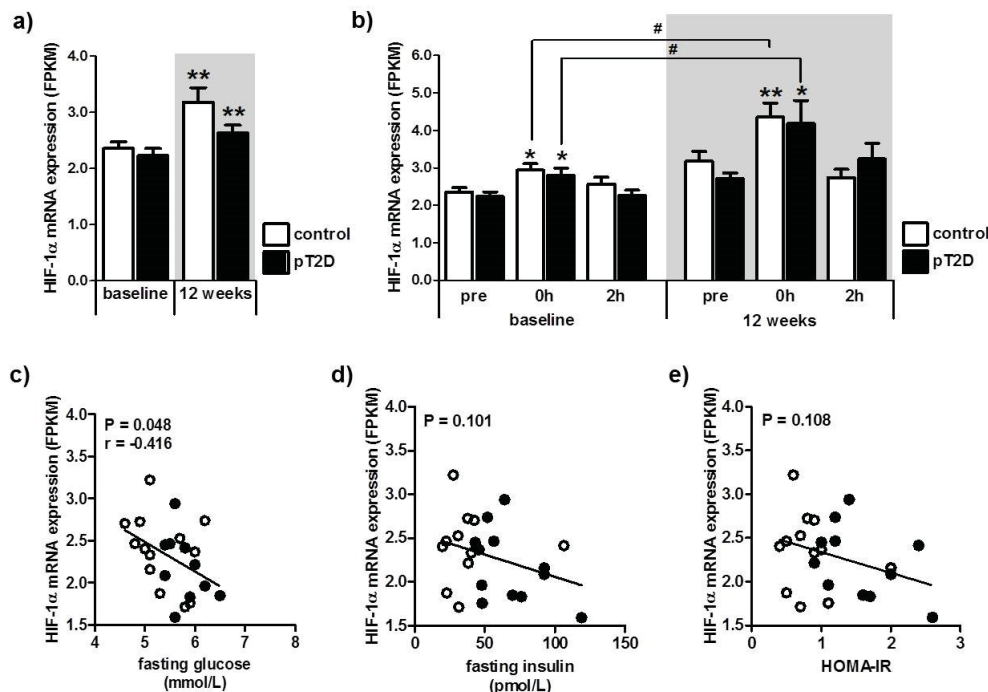 a)
HIF-1α mRNA expression (FPKM)
4.0
3.0
2.0
1.0
0.0
**
**
baseline
12 weeks
control
pT2D
b)
HIF-1α mRNA expression (FPKM)
6.0
5.0
4.0
3.0
2.0
1.0
0.0
#
#
*
*
**
*
pre
0h
2h
pre
0h
2h
baseline
12 weeks
control
pT2D
c)
HIF-1α mRNA expression (FPKM)
4.0
3.5
3.0
2.5
2.0
1.5
P = 0.048
r = -0.416
4
5
6
7
fasting glucose
(mmol/L)
d)
HIF-1α mRNA expression (FPKM)
4.0
3.5
3.0
2.5
2.0
1.5
P = 0.101
0
50
100
150
fasting insulin
(pmol/L)
e)
HIF-1α mRNA expression (FPKM)
4.0
3.5
3.0
2.5
2.0
1.5
P = 0.108
0
1
2
3
HOMA-IR